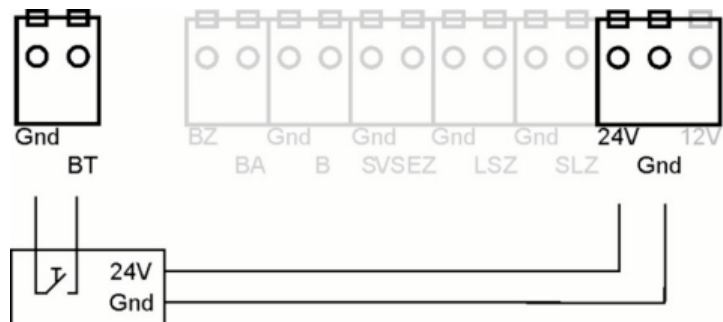 Gnd BZ Gnd Gnd Gnd Gnd 24V 12V
BT BA B SVSEZ LSZ SLZ Gnd
24V
Gnd